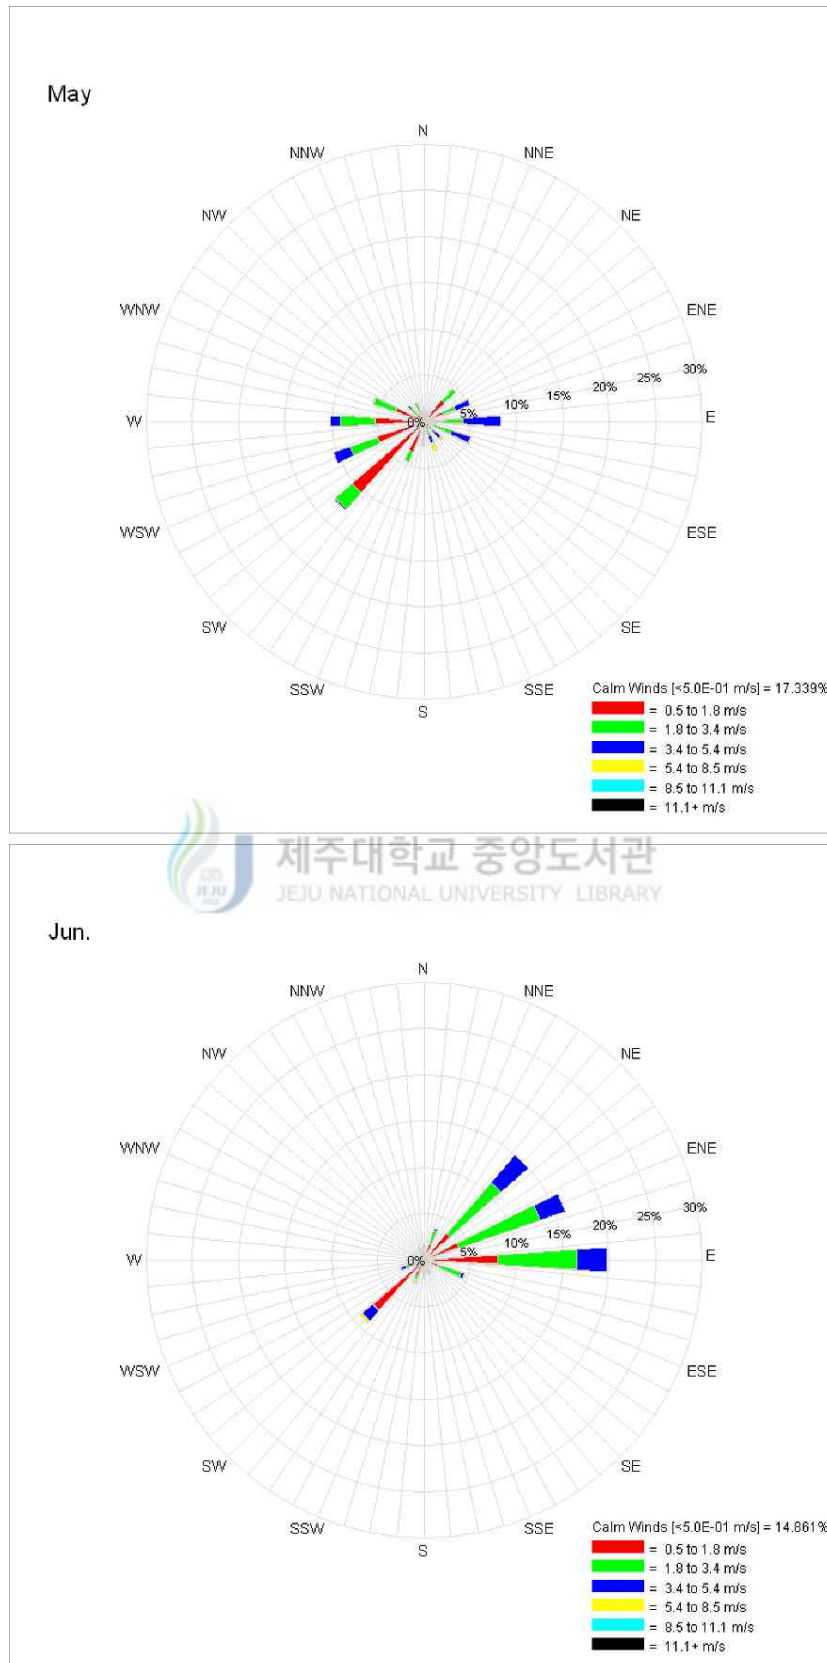 May
N
NNW
NNE
NW
NE
WNW
ENE
30%
25%
20%
15%
10%
5%
0%
W
E
WSW
ESE
SW
SE
SSW
SSE
S
Calm Winds [<5.0E-01 m/s] = 17.339%
= 0.5 to 1.8 m/s
= 1.8 to 3.4 m/s
= 3.4 to 5.4 m/s
= 5.4 to 8.5 m/s
= 8.5 to 11.1 m/s
= 11.1+ m/s
제주대학교 중앙도서관
JEJU NATIONAL UNIVERSITY LIBRARY
JEJU
1952
Jun.
N
NNW
NNE
NW
NE
WNW
ENE
30%
25%
20%
15%
10%
5%
0%
W
E
WSW
ESE
SW
SE
SSW
SSE
S
Calm Winds [<5.0E-01 m/s] = 14.861%
= 0.5 to 1.8 m/s
= 1.8 to 3.4 m/s
= 3.4 to 5.4 m/s
= 5.4 to 8.5 m/s
= 8.5 to 11.1 m/s
= 11.1+ m/s